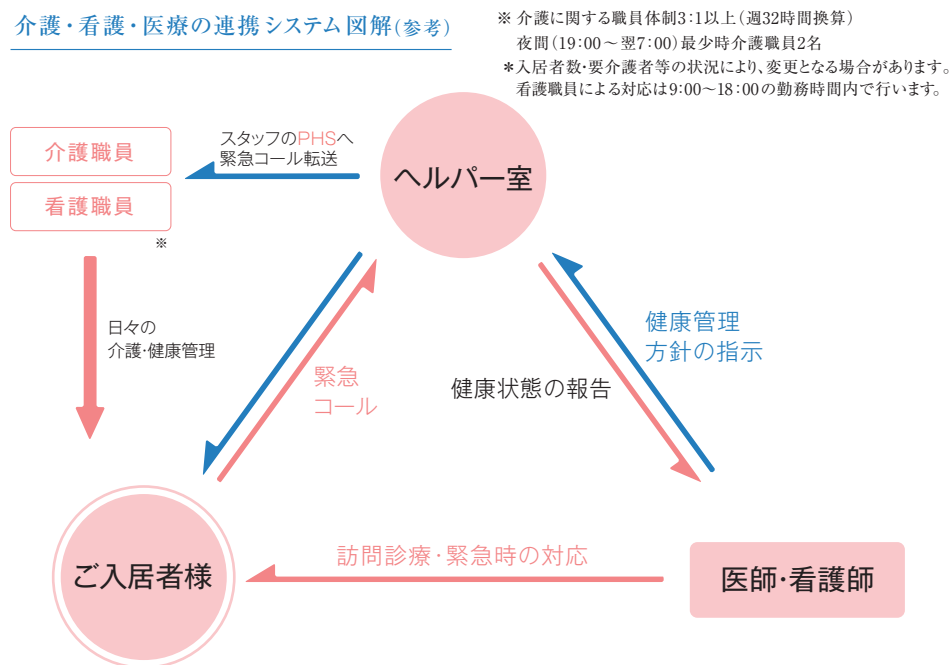 介護・看護・医療の連携システム図解(参考)
※ 介護に関する職員体制3:1以上(週32時間換算)
夜間(19:00〜翌7:00)最少時介護職員2名
＊入居者数・要介護者等の状況により、変更となる場合があります。
看護職員による対応は9:00〜18:00の勤務時間内で行います。
介護職員
看護職員
※
スタッフのPHSへ
緊急コール転送
ヘルパー室
日々の
介護・健康管理
緊急
コール
健康状態の報告
健康管理
方針の指示
ご入居者様
訪問診療・緊急時の対応
医師・看護師